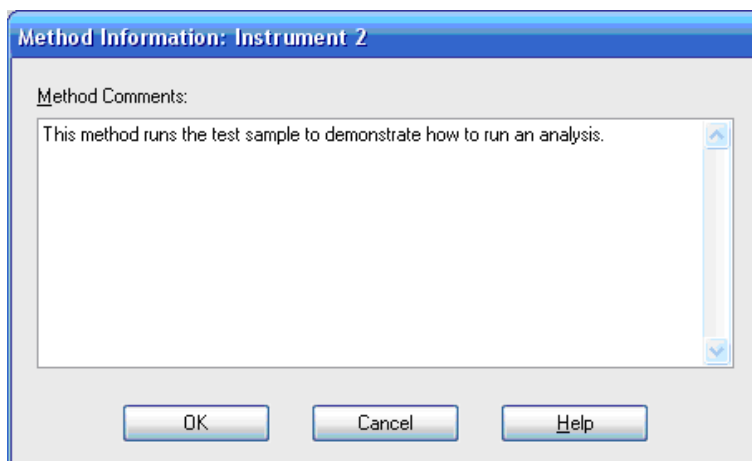 Method Information: Instrument 2
Method Comments:
This method runs the test sample to demonstrate how to run an analysis.
OK
Cancel
Help